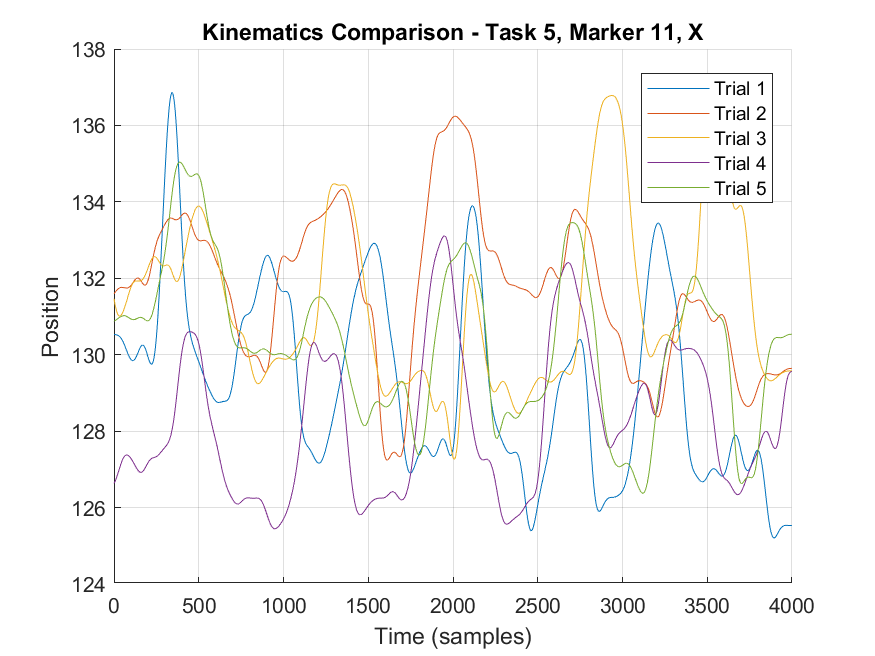 Kinematics Comparison - Task 5, Marker 11, X
138
136
134
132
130
128
126
124
Position
Trial 1
Trial 2
Trial 3
Trial 4
Trial 5
0 500 1000 1500 2000 2500 3000 3500 4000
Time (samples)